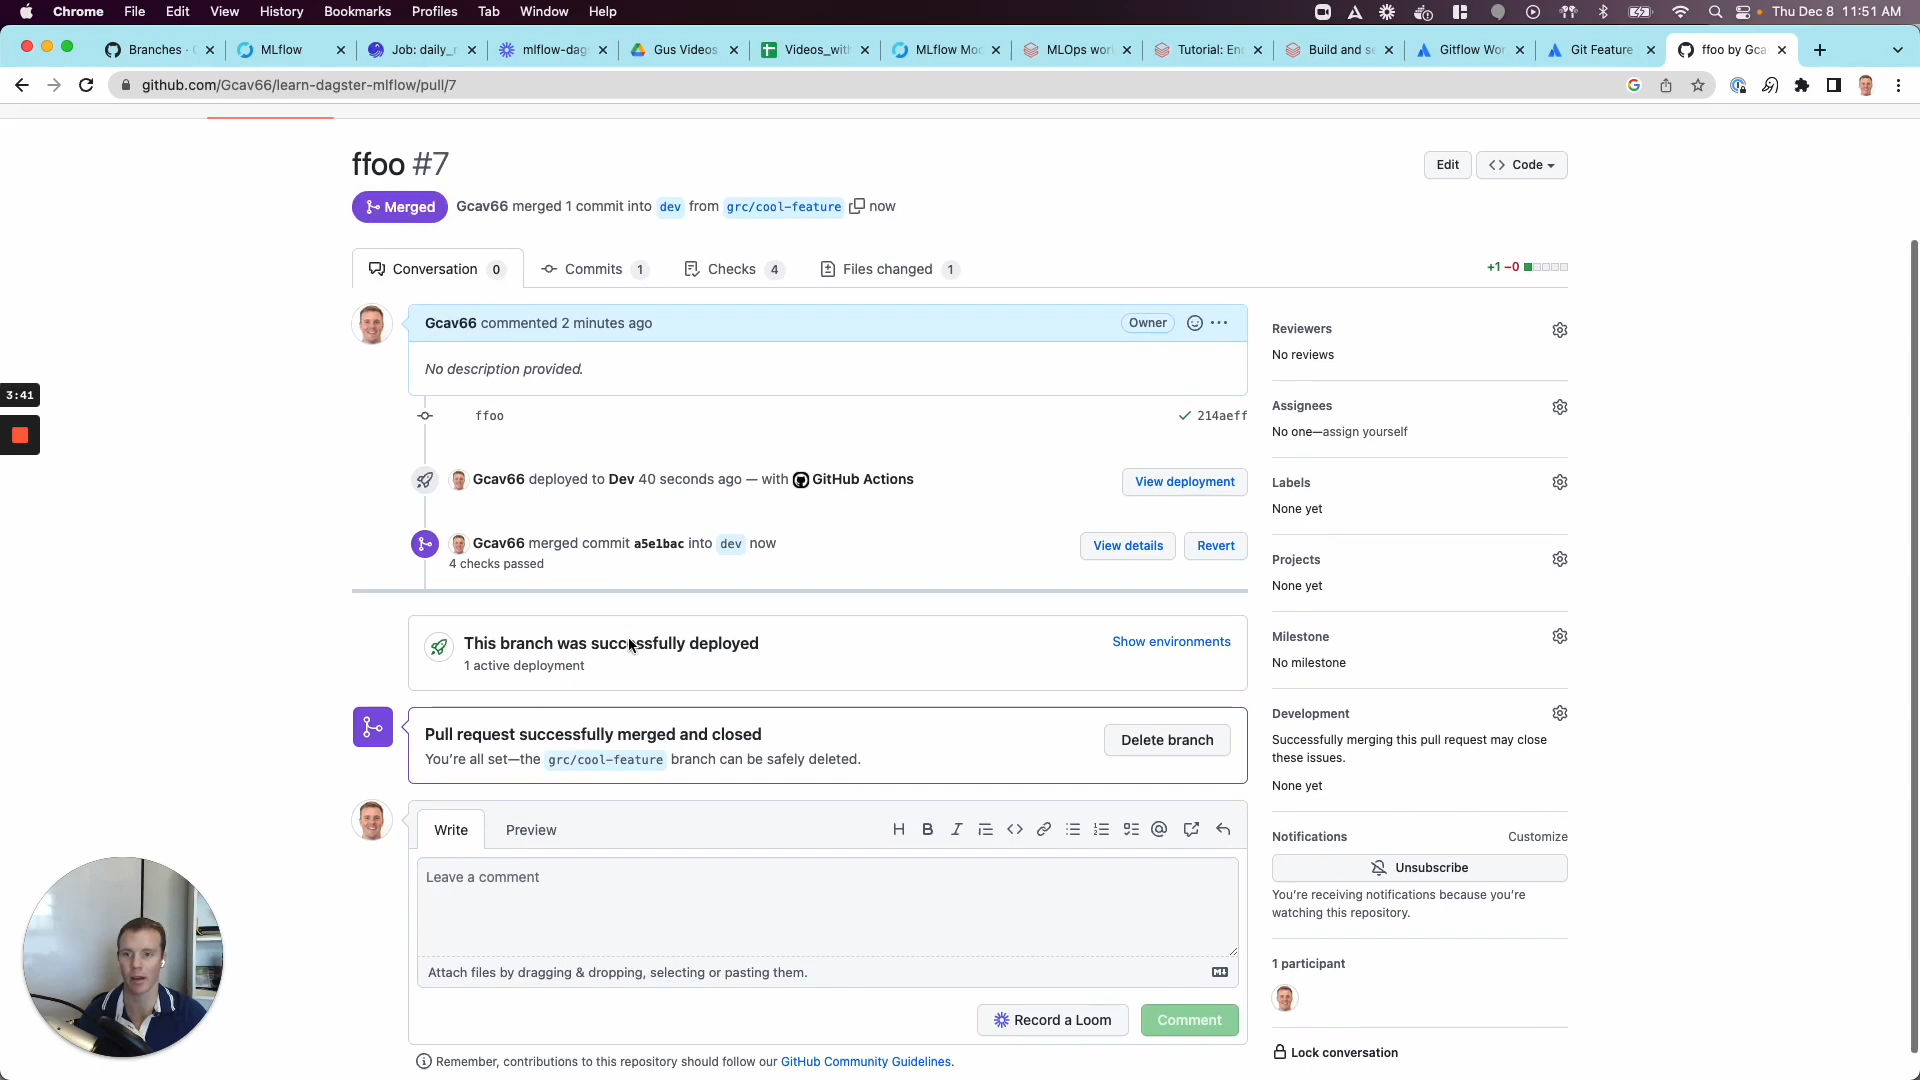 Chrome File Edit View History Bookmarks Profiles Tab Window Help Thu Dec 8 11:51 AM
Branches · MLflow Job: daily_ mlflow-dag Gus Videos Videos_with MLflow Mo MLOps wor Tutorial: En Build and s Gitflow Wor Git Feature ffoo by Gca
github.com/Gcav66/learn-dagster-mlflow/pull/7
ffoo #7
Edit <> Code
Merged Gcav66 merged 1 commit into dev from grc/cool-feature now
Conversation 0 Commits 1 Checks 4 Files changed 1 +1 −0
Gcav66 commented 2 minutes ago Owner
No description provided.
3:41
ffoo 214aeff
Gcav66 deployed to Dev 40 seconds ago — with GitHub Actions View deployment
Gcav66 merged commit a5e1bac into dev now View details Revert
4 checks passed
This branch was successfully deployed Show environments
1 active deployment
Pull request successfully merged and closed Delete branch
You're all set—the grc/cool-feature branch can be safely deleted.
Write Preview
Leave a comment
Attach files by dragging & dropping, selecting or pasting them.
Record a Loom Comment
Remember, contributions to this repository should follow our GitHub Community Guidelines.
Reviewers
No reviews
Assignees
No one—assign yourself
Labels
None yet
Projects
None yet
Milestone
No milestone
Development
Successfully merging this pull request may close
these issues.
None yet
Notifications Customize
Unsubscribe
You're receiving notifications because you're
watching this repository.
1 participant
Lock conversation